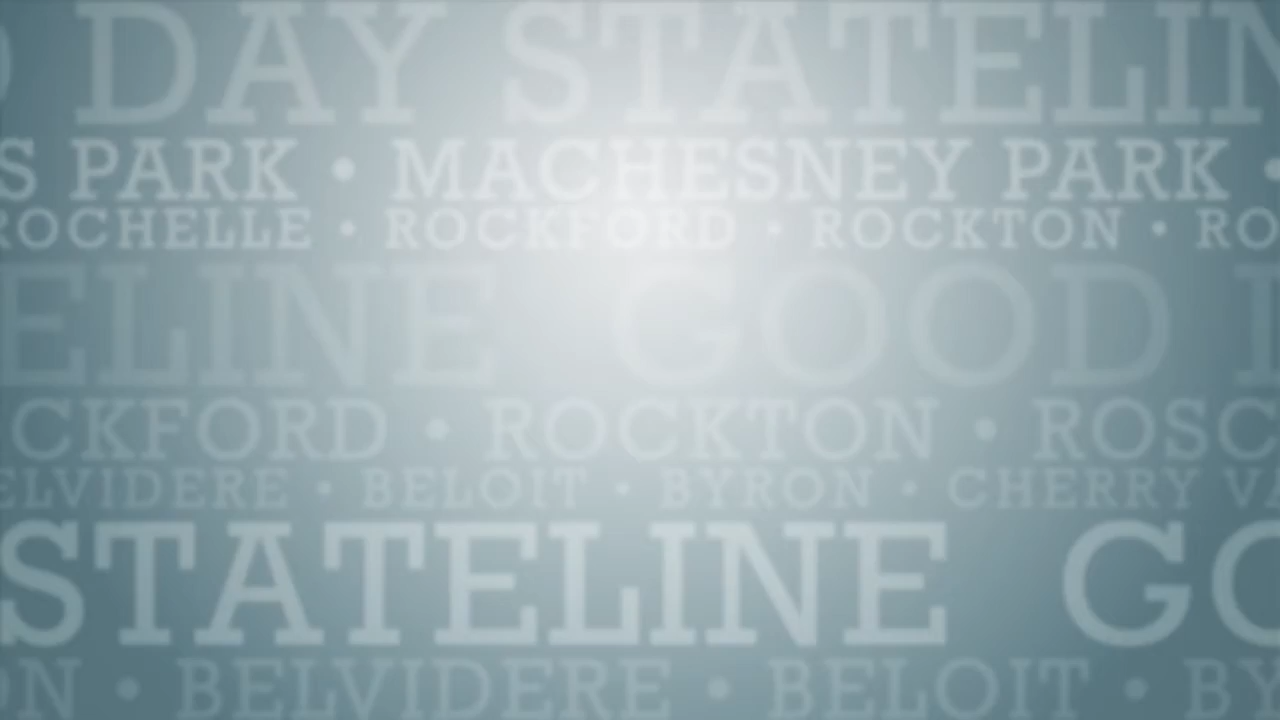 DAY STATELIN
S PARK • MACHESNEY PARK •
ROCHELLE • ROCKFORD • ROCKTON • RO
ELINE GOOD D
CKFORD • ROCKTON • ROSC
ELVIDERE • BELOIT • BYRON • CHERRY VA
STATELINE GO
ON • BELVIDERE • BELOIT • BY